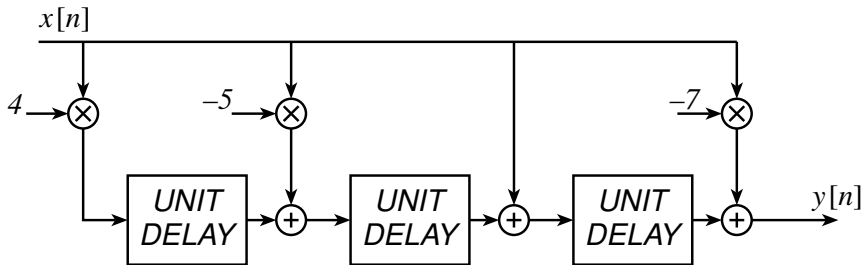 x[n]
4
–5
–7
×
×
×
UNIT DELAY
+
UNIT DELAY
+
UNIT DELAY
+
y[n]